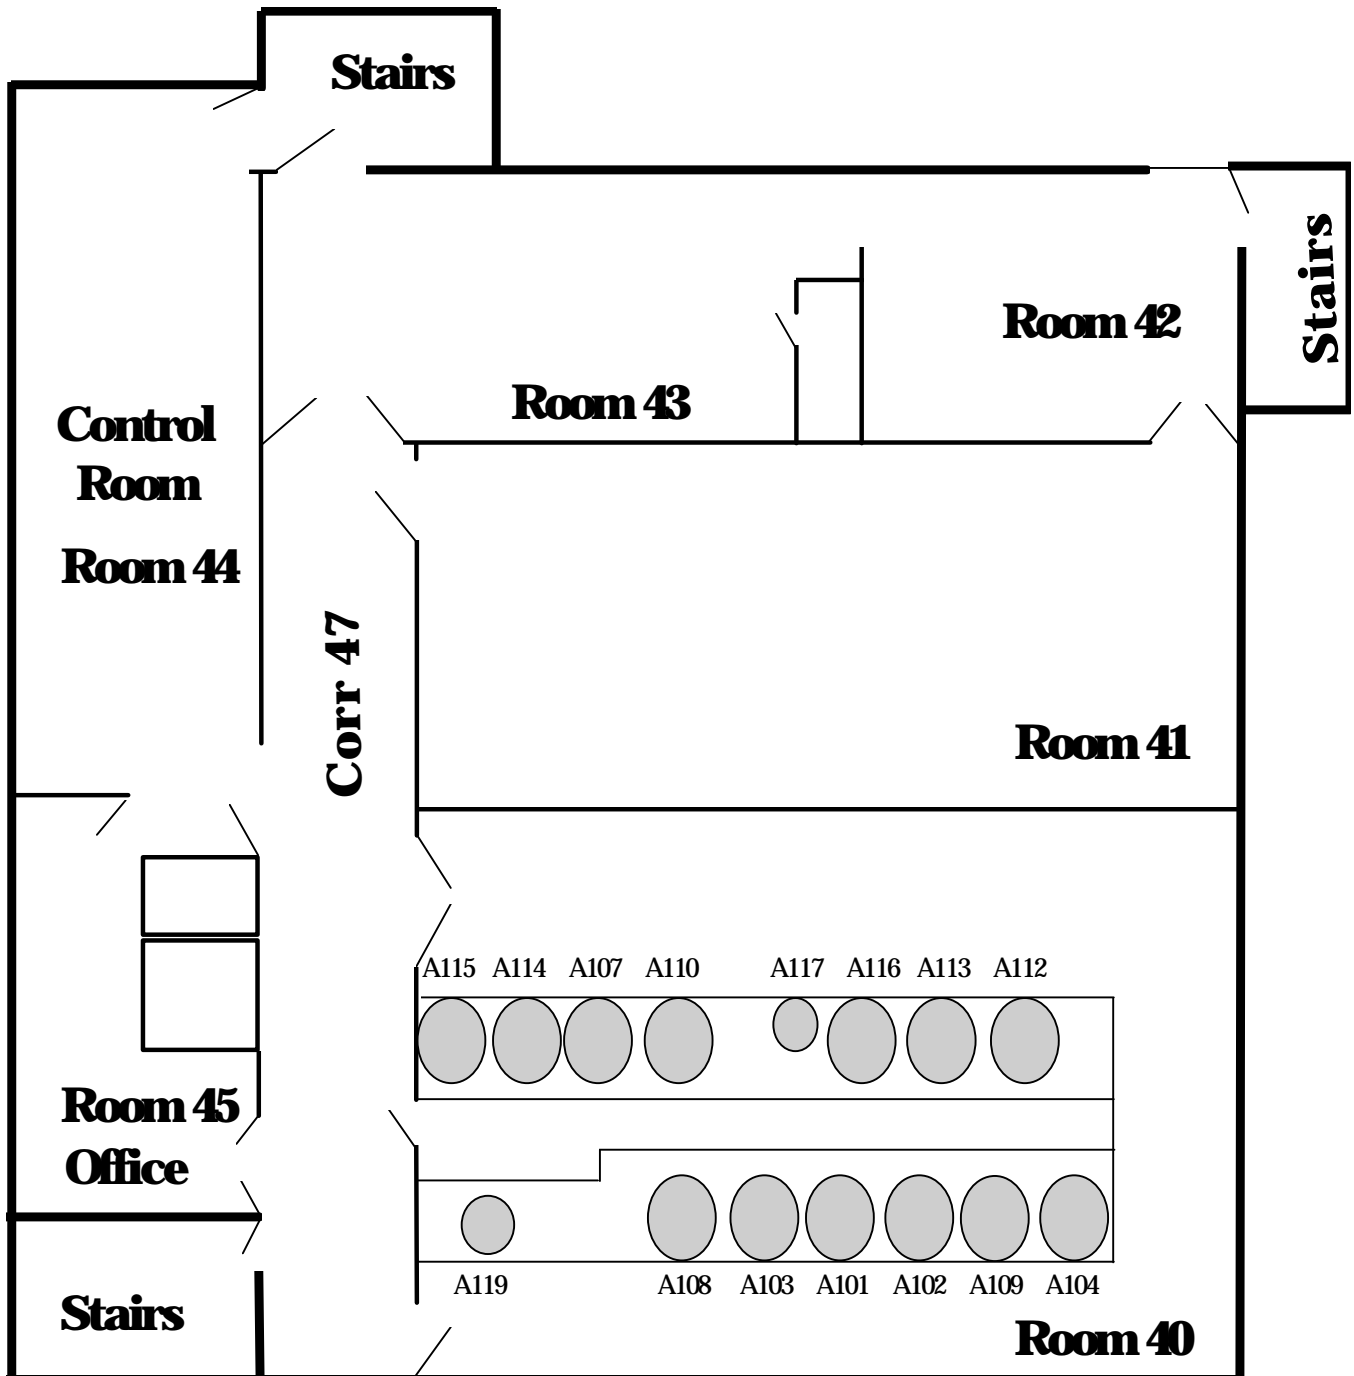 Stairs
Stairs
Room 42
Room 43
Control
Room
Room 44
Corr 47
Room 41
A115 A114 A107 A110 A117 A116 A113 A112
Room 45
Office
A119 A108 A103 A101 A102 A109 A104
Stairs
Room 40